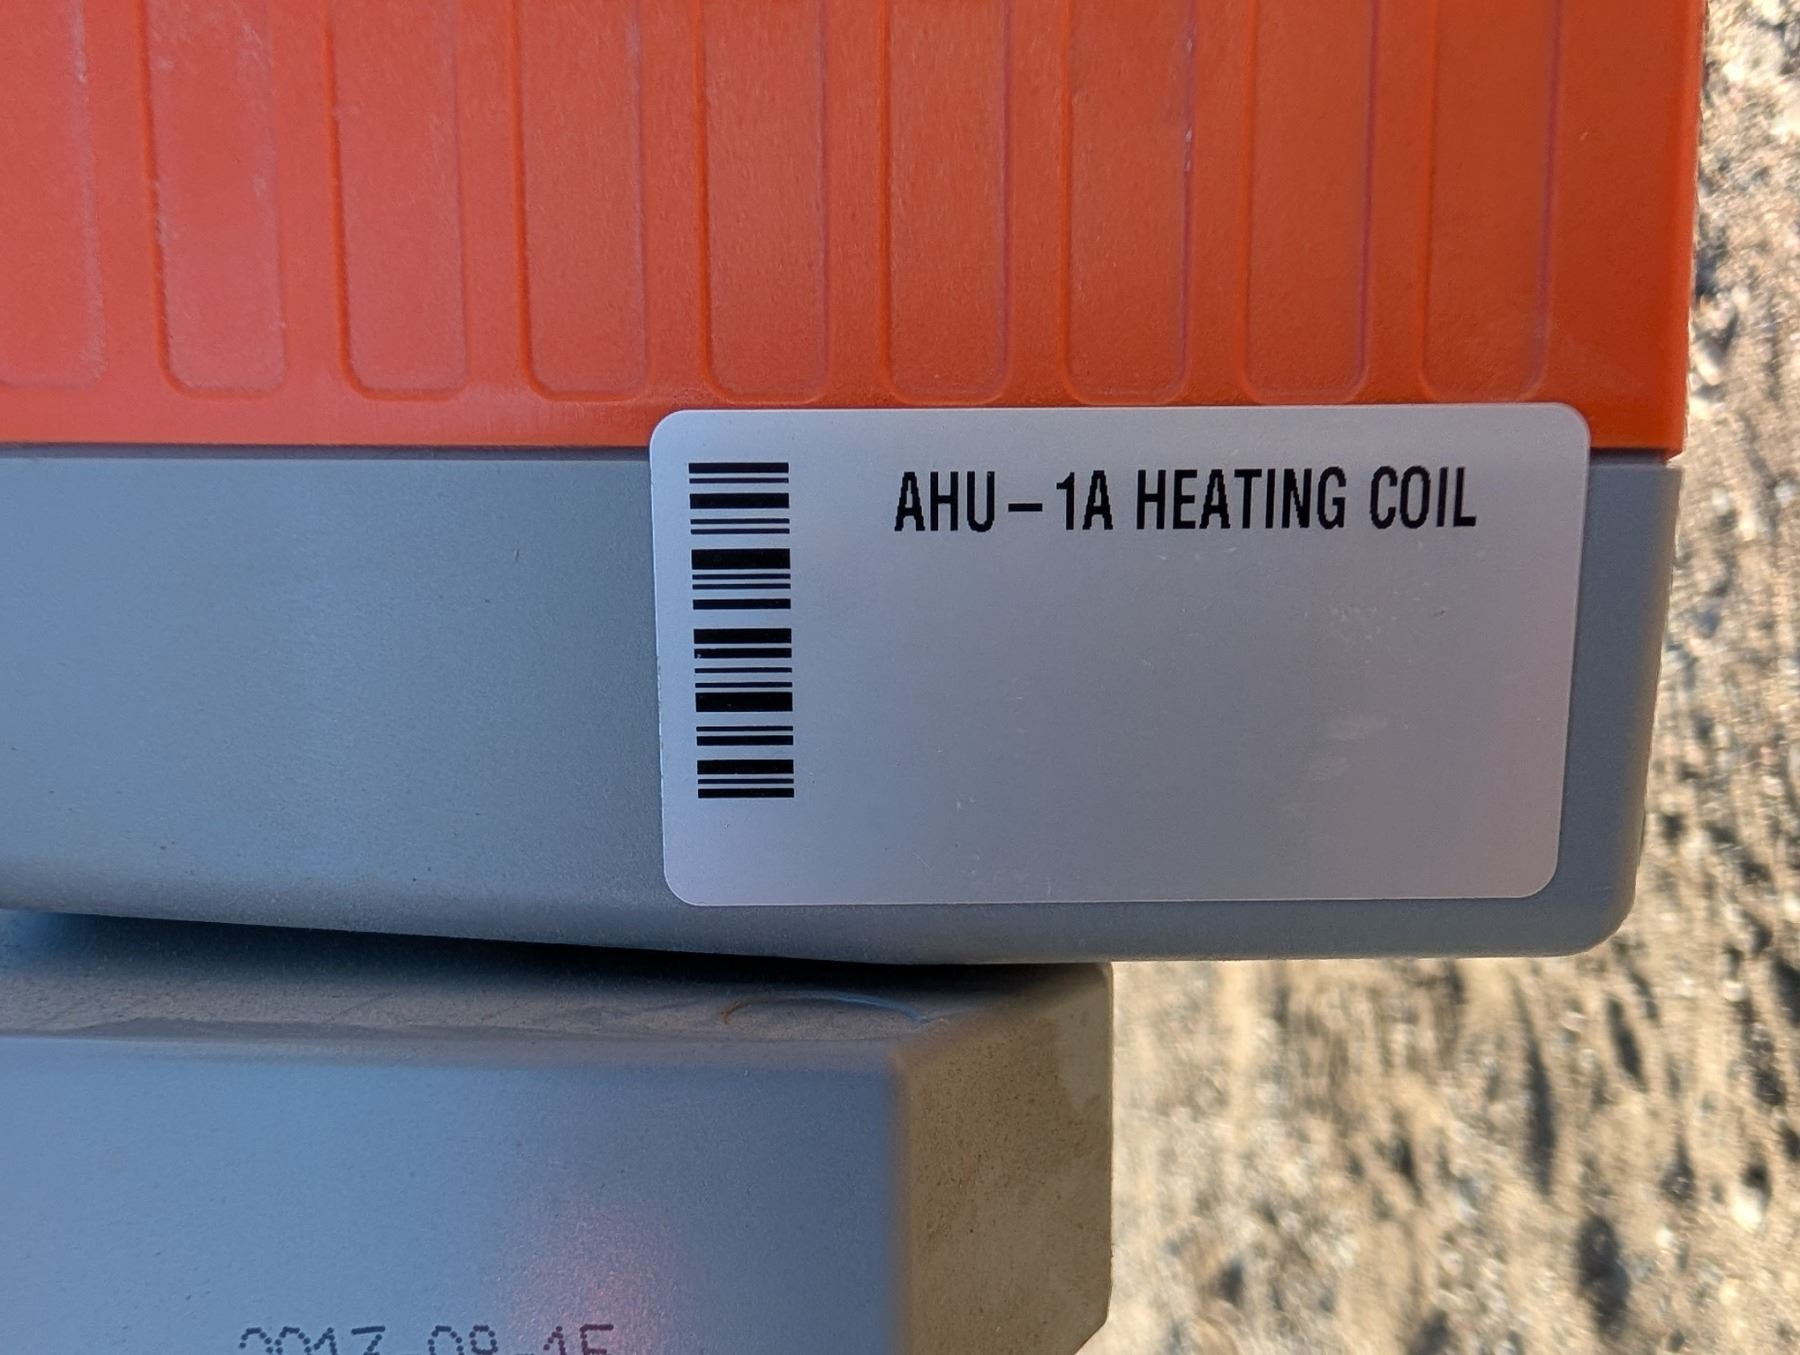 AHU – 1A HEATING COIL